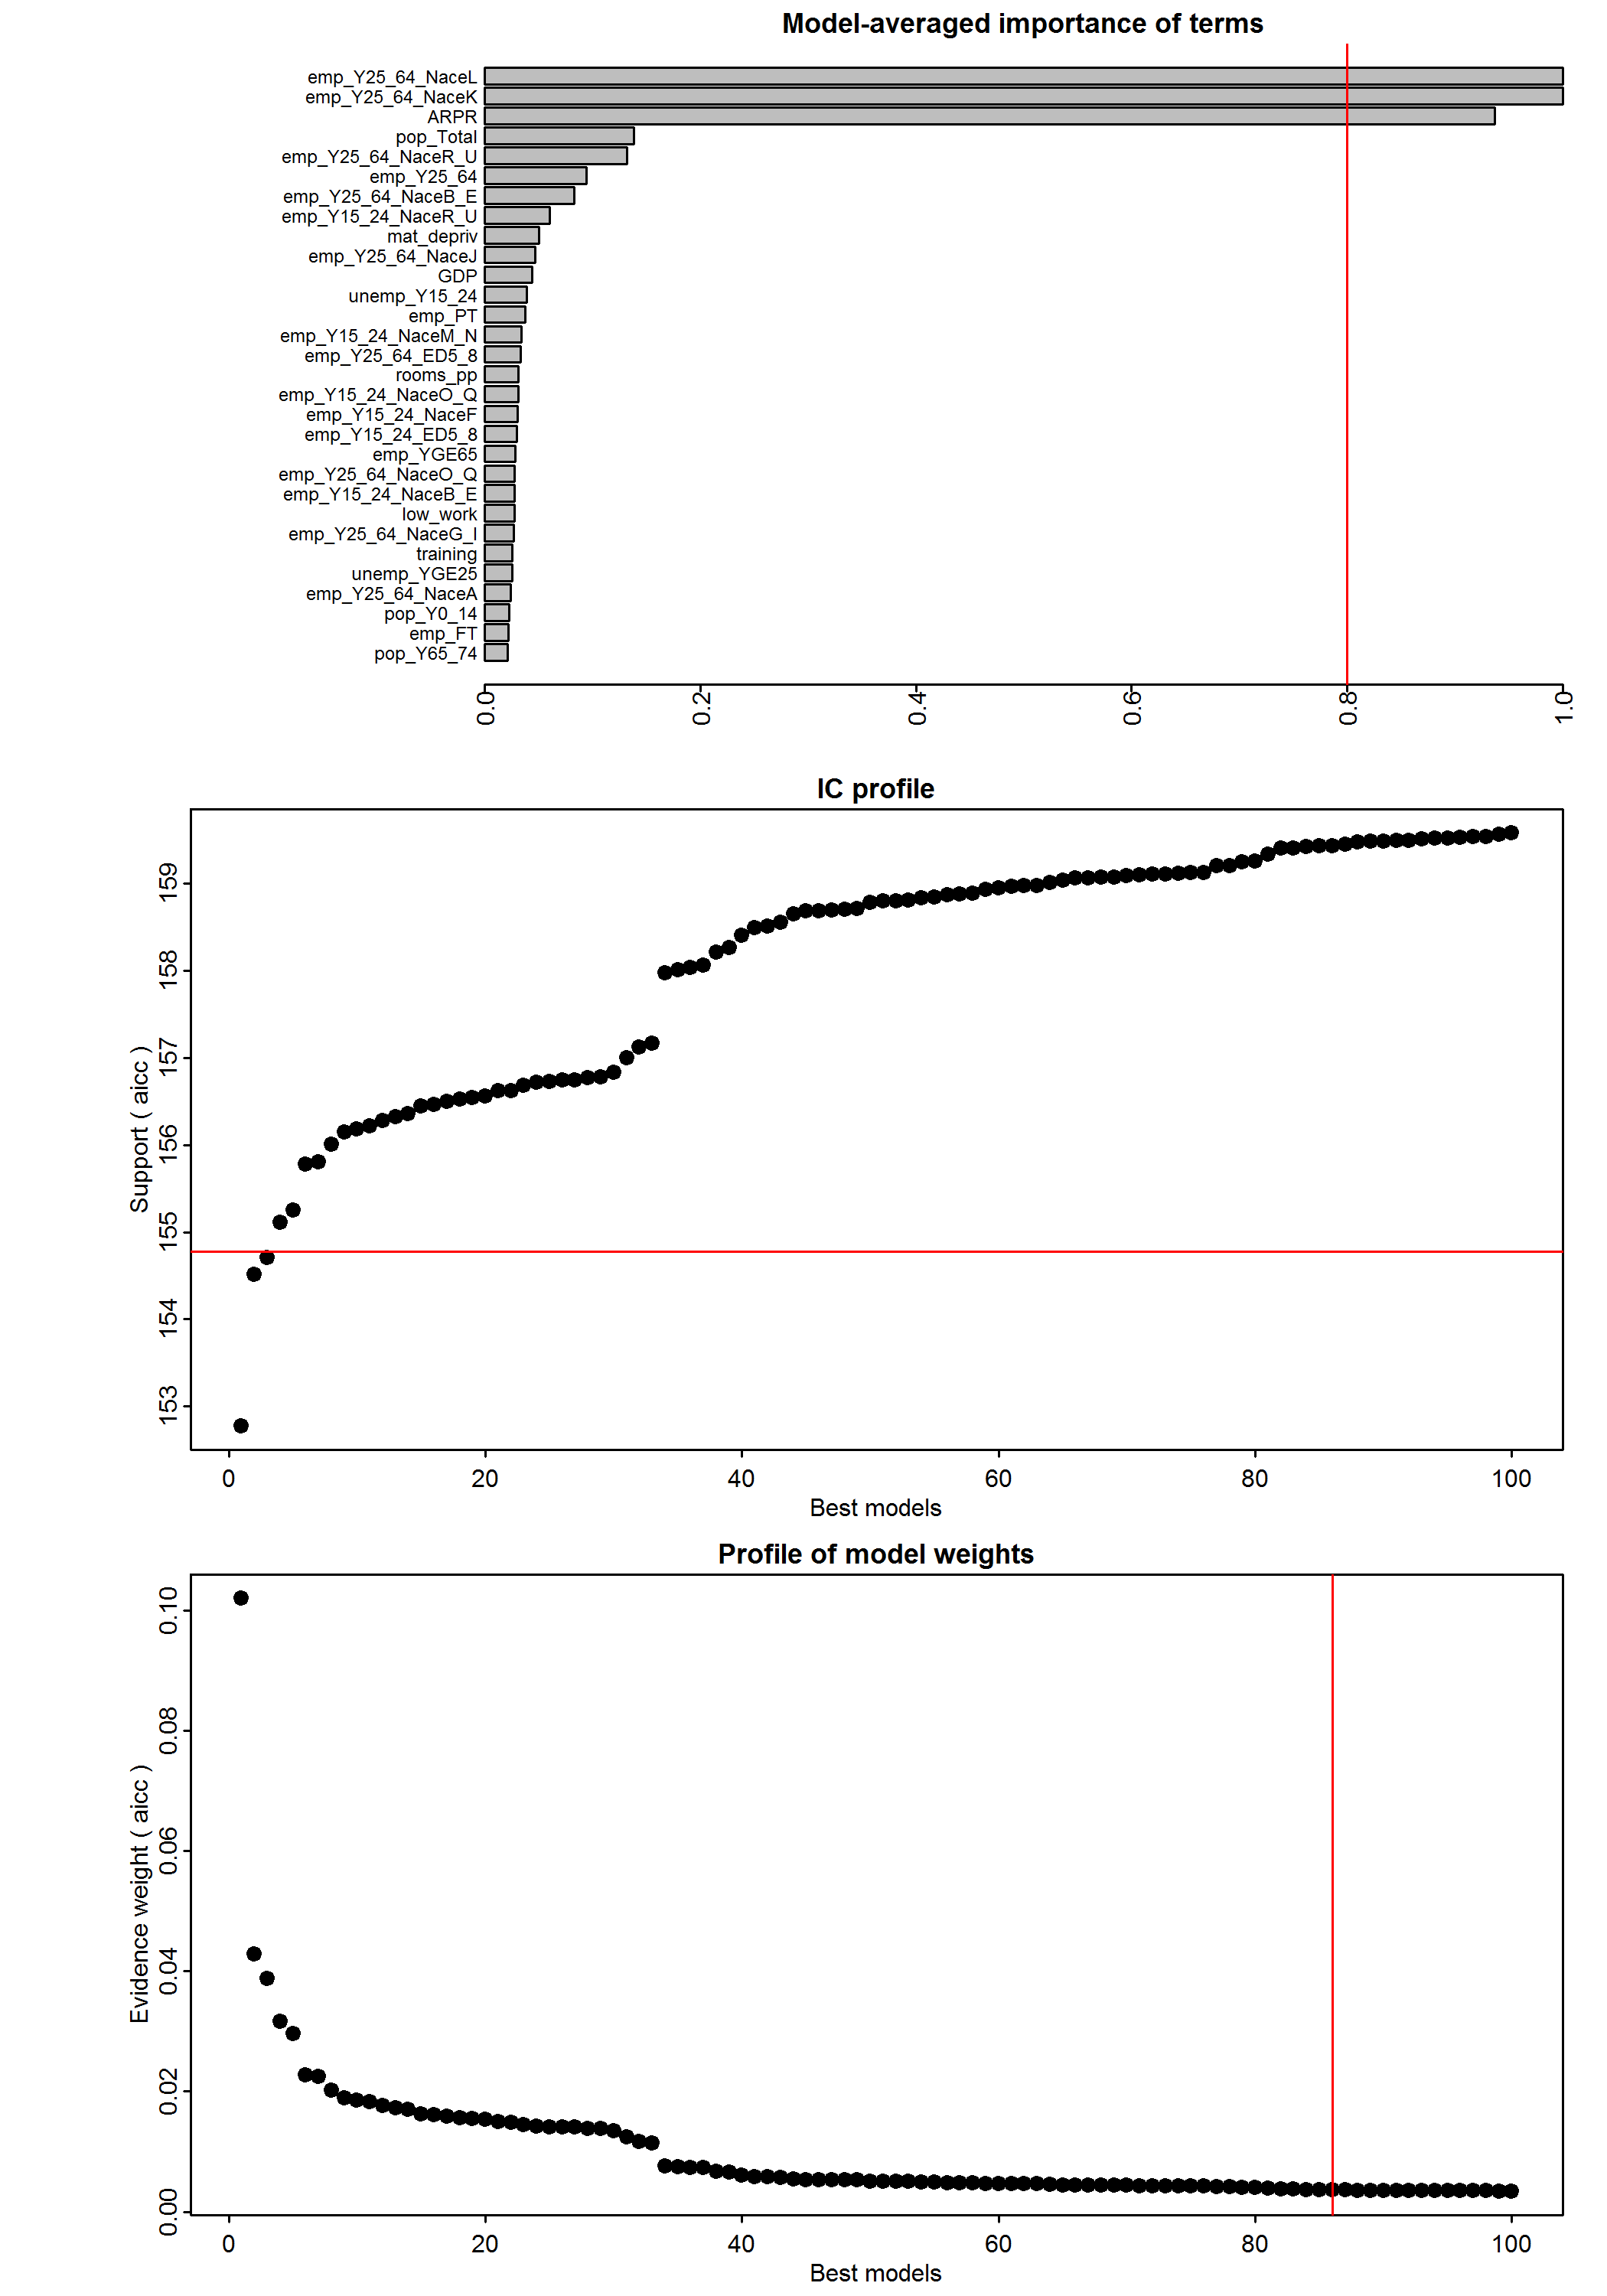 Model-averaged importance of terms
emp_Y25_64_NaceL
emp_Y25_64_NaceK
ARPR
pop_Total
emp_Y25_64_NaceR_U
emp_Y25_64
emp_Y25_64_NaceB_E
emp_Y15_24_NaceR_U
mat_depriv
emp_Y25_64_NaceJ
GDP
unemp_Y15_24
emp_PT
emp_Y15_24_NaceM_N
emp_Y25_64_ED5_8
rooms_pp
emp_Y15_24_NaceO_Q
emp_Y15_24_NaceF
emp_Y15_24_ED5_8
emp_YGE65
emp_Y25_64_NaceO_Q
emp_Y15_24_NaceB_E
low_work
emp_Y25_64_NaceG_I
training
unemp_YGE25
emp_Y25_64_NaceA
pop_Y0_14
emp_FT
pop_Y65_74
0.0 0.2 0.4 0.6 0.8 1.0
IC profile
Support ( aicc )
159
158
157
156
155
154
153
0 20 40 60 80 100
Best models
Profile of model weights
Evidence weight ( aicc )
0.10
0.08
0.06
0.04
0.02
0.00
0 20 40 60 80 100
Best models